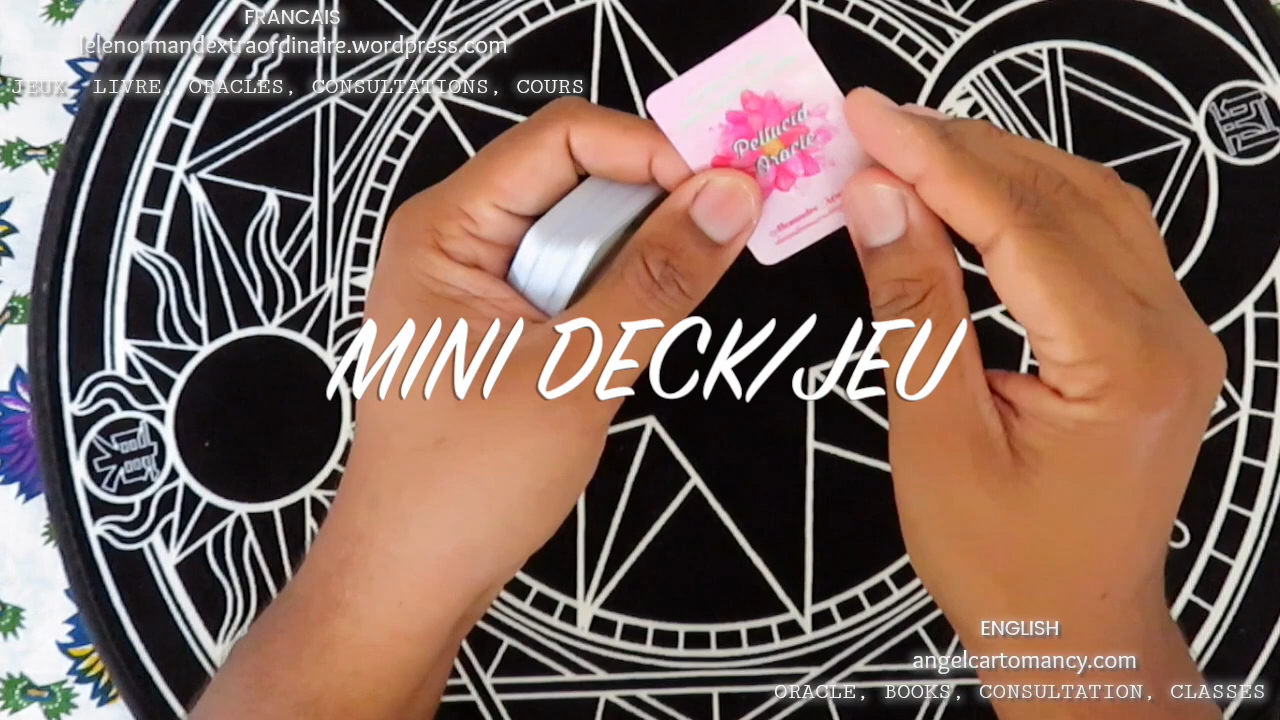 FRANCAIS
lelenormandextraordinaire.wordpress.com
JEUX, LIVRE, ORACLES, CONSULTATIONS, COURS
Pellucid
Oracle
MINI DECK/JEU
ENGLISH
angelcartomancy.com
ORACLE, BOOKS, CONSULTATION, CLASSES